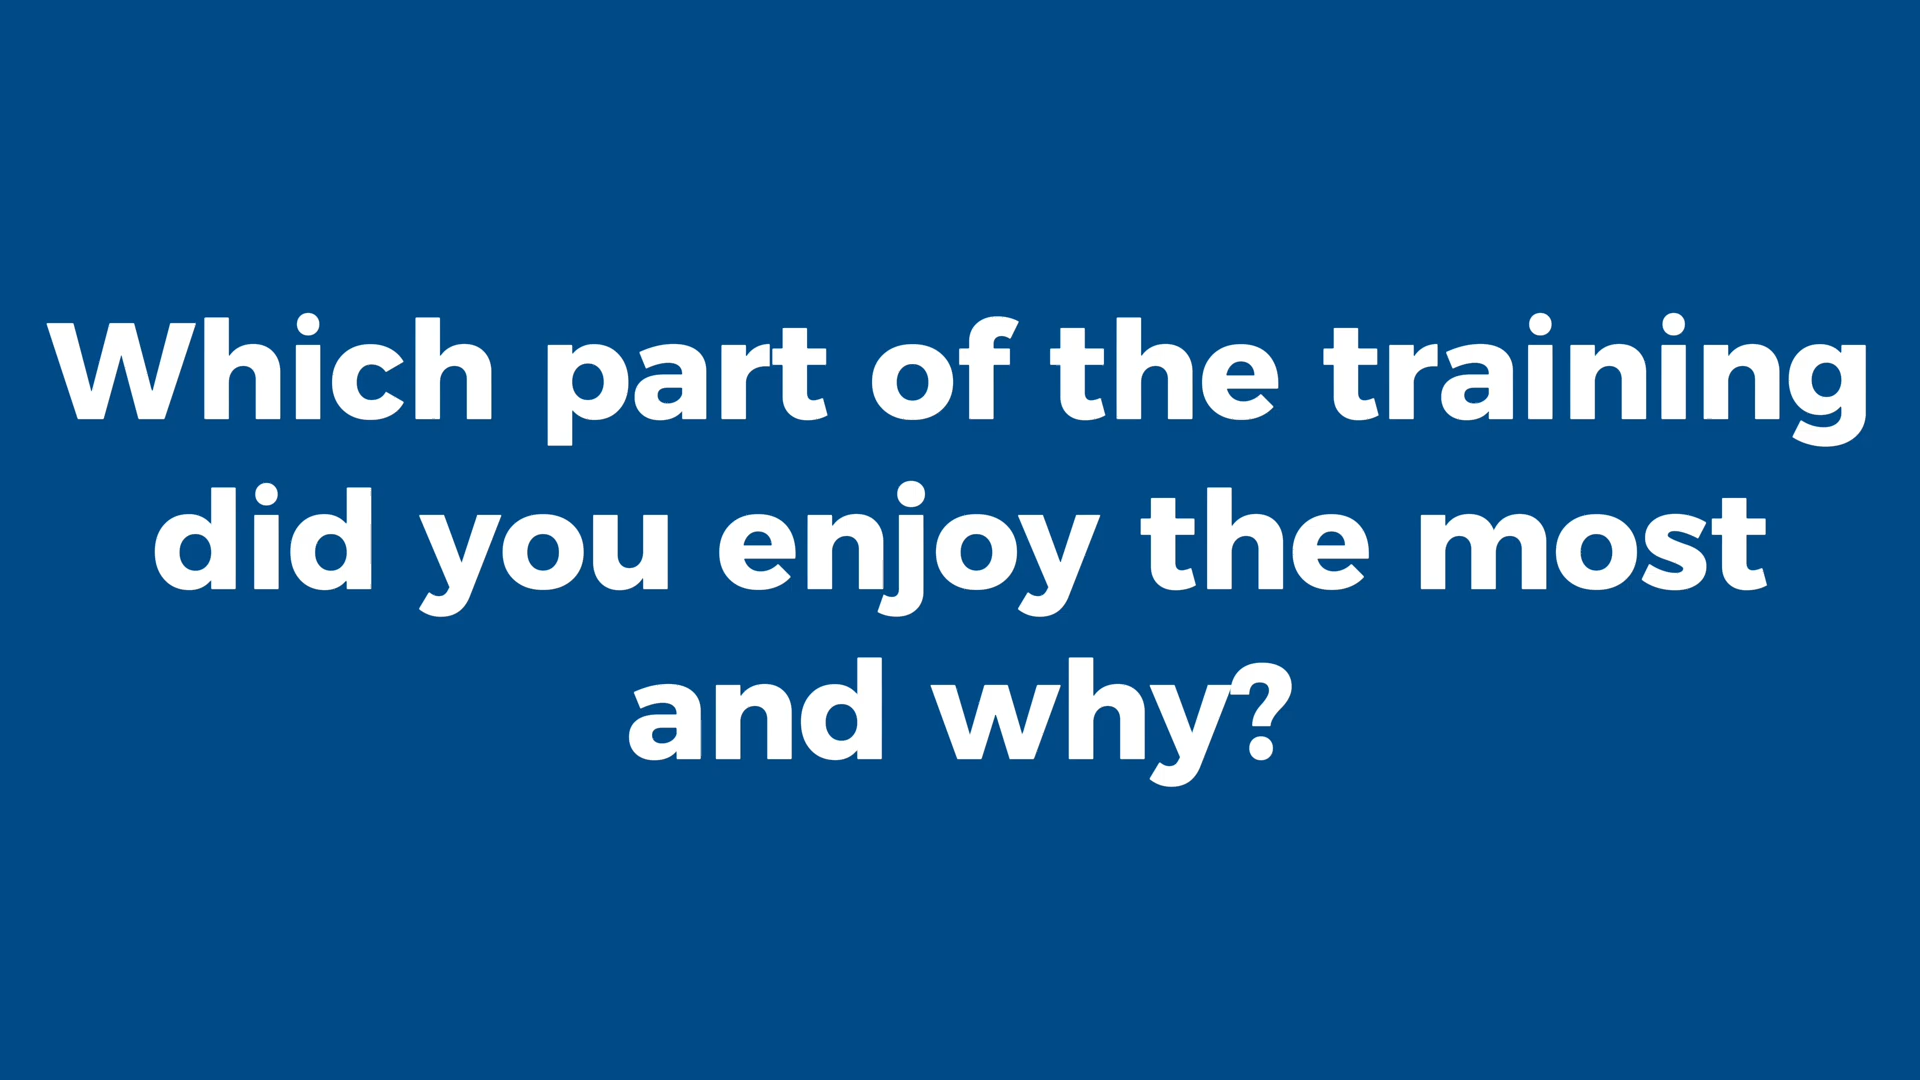 Which part of the training
did you enjoy the most
and why?